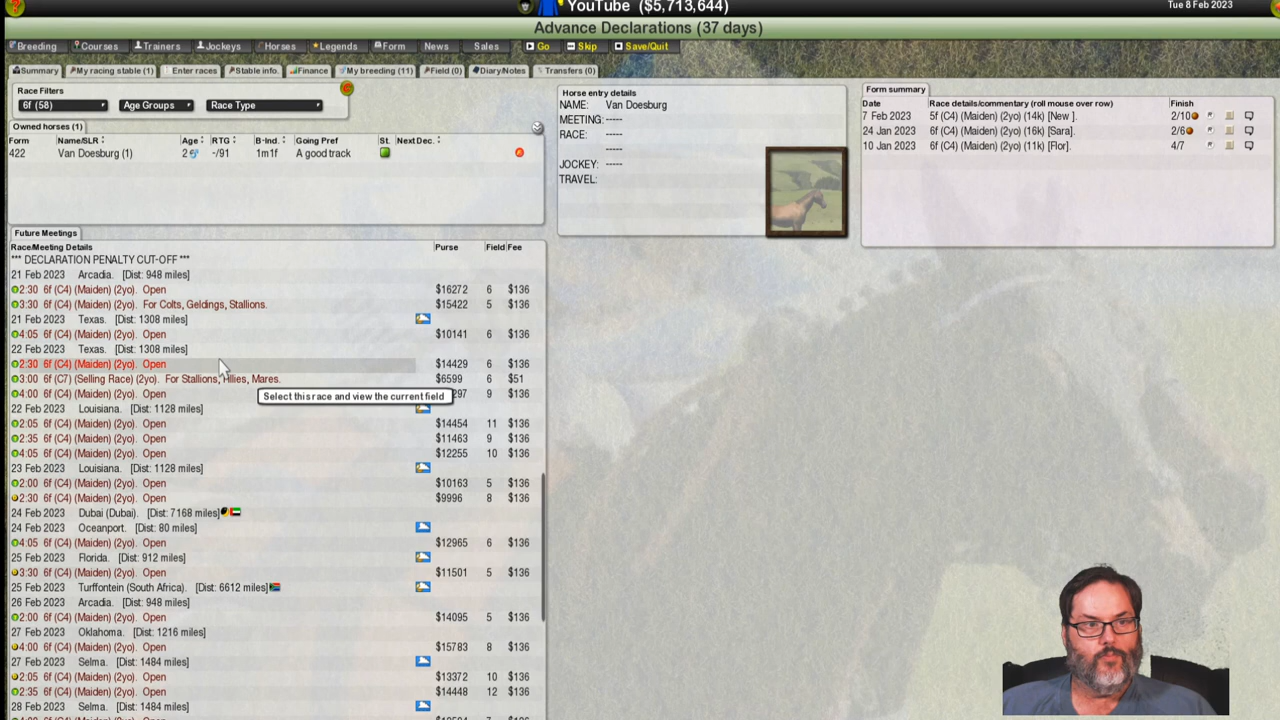 YouTube ($5,713,644)
Tue 8 Feb 2023
Advance Declarations (37 days)
Breeding Courses Trainers Jockeys Horses Legends Form News Sales Go Skip Save/Quit
Summary My racing stable (1) Enter races Stable info. Finance My breeding (11) Field (0) Diary/Notes Transfers (0)
Race Filters
6f (58) Age Groups Race Type
Owned horses (1)
Form Name/SLR Age RTG B-Ind. Going Pref St. Next Dec.
422 Van Doesburg (1) 2 -/91 1m1f A good track
Horse entry details
NAME: Van Doesburg
MEETING: -----
RACE: -----
-----
JOCKEY: -----
TRAVEL:
Form summary
Date Race details/commentary (roll mouse over row) Finish
7 Feb 2023 5f (C4) (Maiden) (2yo) (14k) [New ]. 2/10
24 Jan 2023 6f (C4) (Maiden) (2yo) (16k) [Sara]. 2/6
10 Jan 2023 6f (C4) (Maiden) (2yo) (11k) [Flor]. 4/7
Future Meetings
Race/Meeting Details Purse Field Fee
*** DECLARATION PENALTY CUT-OFF ***
21 Feb 2023 Arcadia. [Dist: 948 miles]
2:30 6f (C4) (Maiden) (2yo). Open $16272 6 $136
3:30 6f (C4) (Maiden) (2yo). For Colts, Geldings, Stallions. $15422 5 $136
21 Feb 2023 Texas. [Dist: 1308 miles]
4:05 6f (C4) (Maiden) (2yo). Open $10141 6 $136
22 Feb 2023 Texas. [Dist: 1308 miles]
2:30 6f (C4) (Maiden) (2yo). Open $14429 6 $136
3:00 6f (C7) (Selling Race) (2yo). For Stallions, Fillies, Mares. $6599 6 $51
4:00 6f (C4) (Maiden) (2yo). Open 297 9 $136
Select this race and view the current field
22 Feb 2023 Louisiana. [Dist: 1128 miles]
2:05 6f (C4) (Maiden) (2yo). Open $14454 11 $136
2:35 6f (C4) (Maiden) (2yo). Open $11463 9 $136
4:05 6f (C4) (Maiden) (2yo). Open $12255 10 $136
23 Feb 2023 Louisiana. [Dist: 1128 miles]
2:00 6f (C4) (Maiden) (2yo). Open $10163 5 $136
2:30 6f (C4) (Maiden) (2yo). Open $9996 8 $136
24 Feb 2023 Dubai (Dubai). [Dist: 7168 miles]
24 Feb 2023 Oceanport. [Dist: 80 miles]
4:05 6f (C4) (Maiden) (2yo). Open $12965 6 $136
25 Feb 2023 Florida. [Dist: 912 miles]
3:30 6f (C4) (Maiden) (2yo). Open $11501 5 $136
25 Feb 2023 Turffontein (South Africa). [Dist: 6612 miles]
26 Feb 2023 Arcadia. [Dist: 948 miles]
2:00 6f (C4) (Maiden) (2yo). Open $14095 5 $136
27 Feb 2023 Oklahoma. [Dist: 1216 miles]
4:00 6f (C4) (Maiden) (2yo). Open $15783 8 $136
27 Feb 2023 Selma. [Dist: 1484 miles]
2:05 6f (C4) (Maiden) (2yo). Open $13372 10 $136
2:35 6f (C4) (Maiden) (2yo). Open $14448 12 $136
28 Feb 2023 Selma. [Dist: 1484 miles]